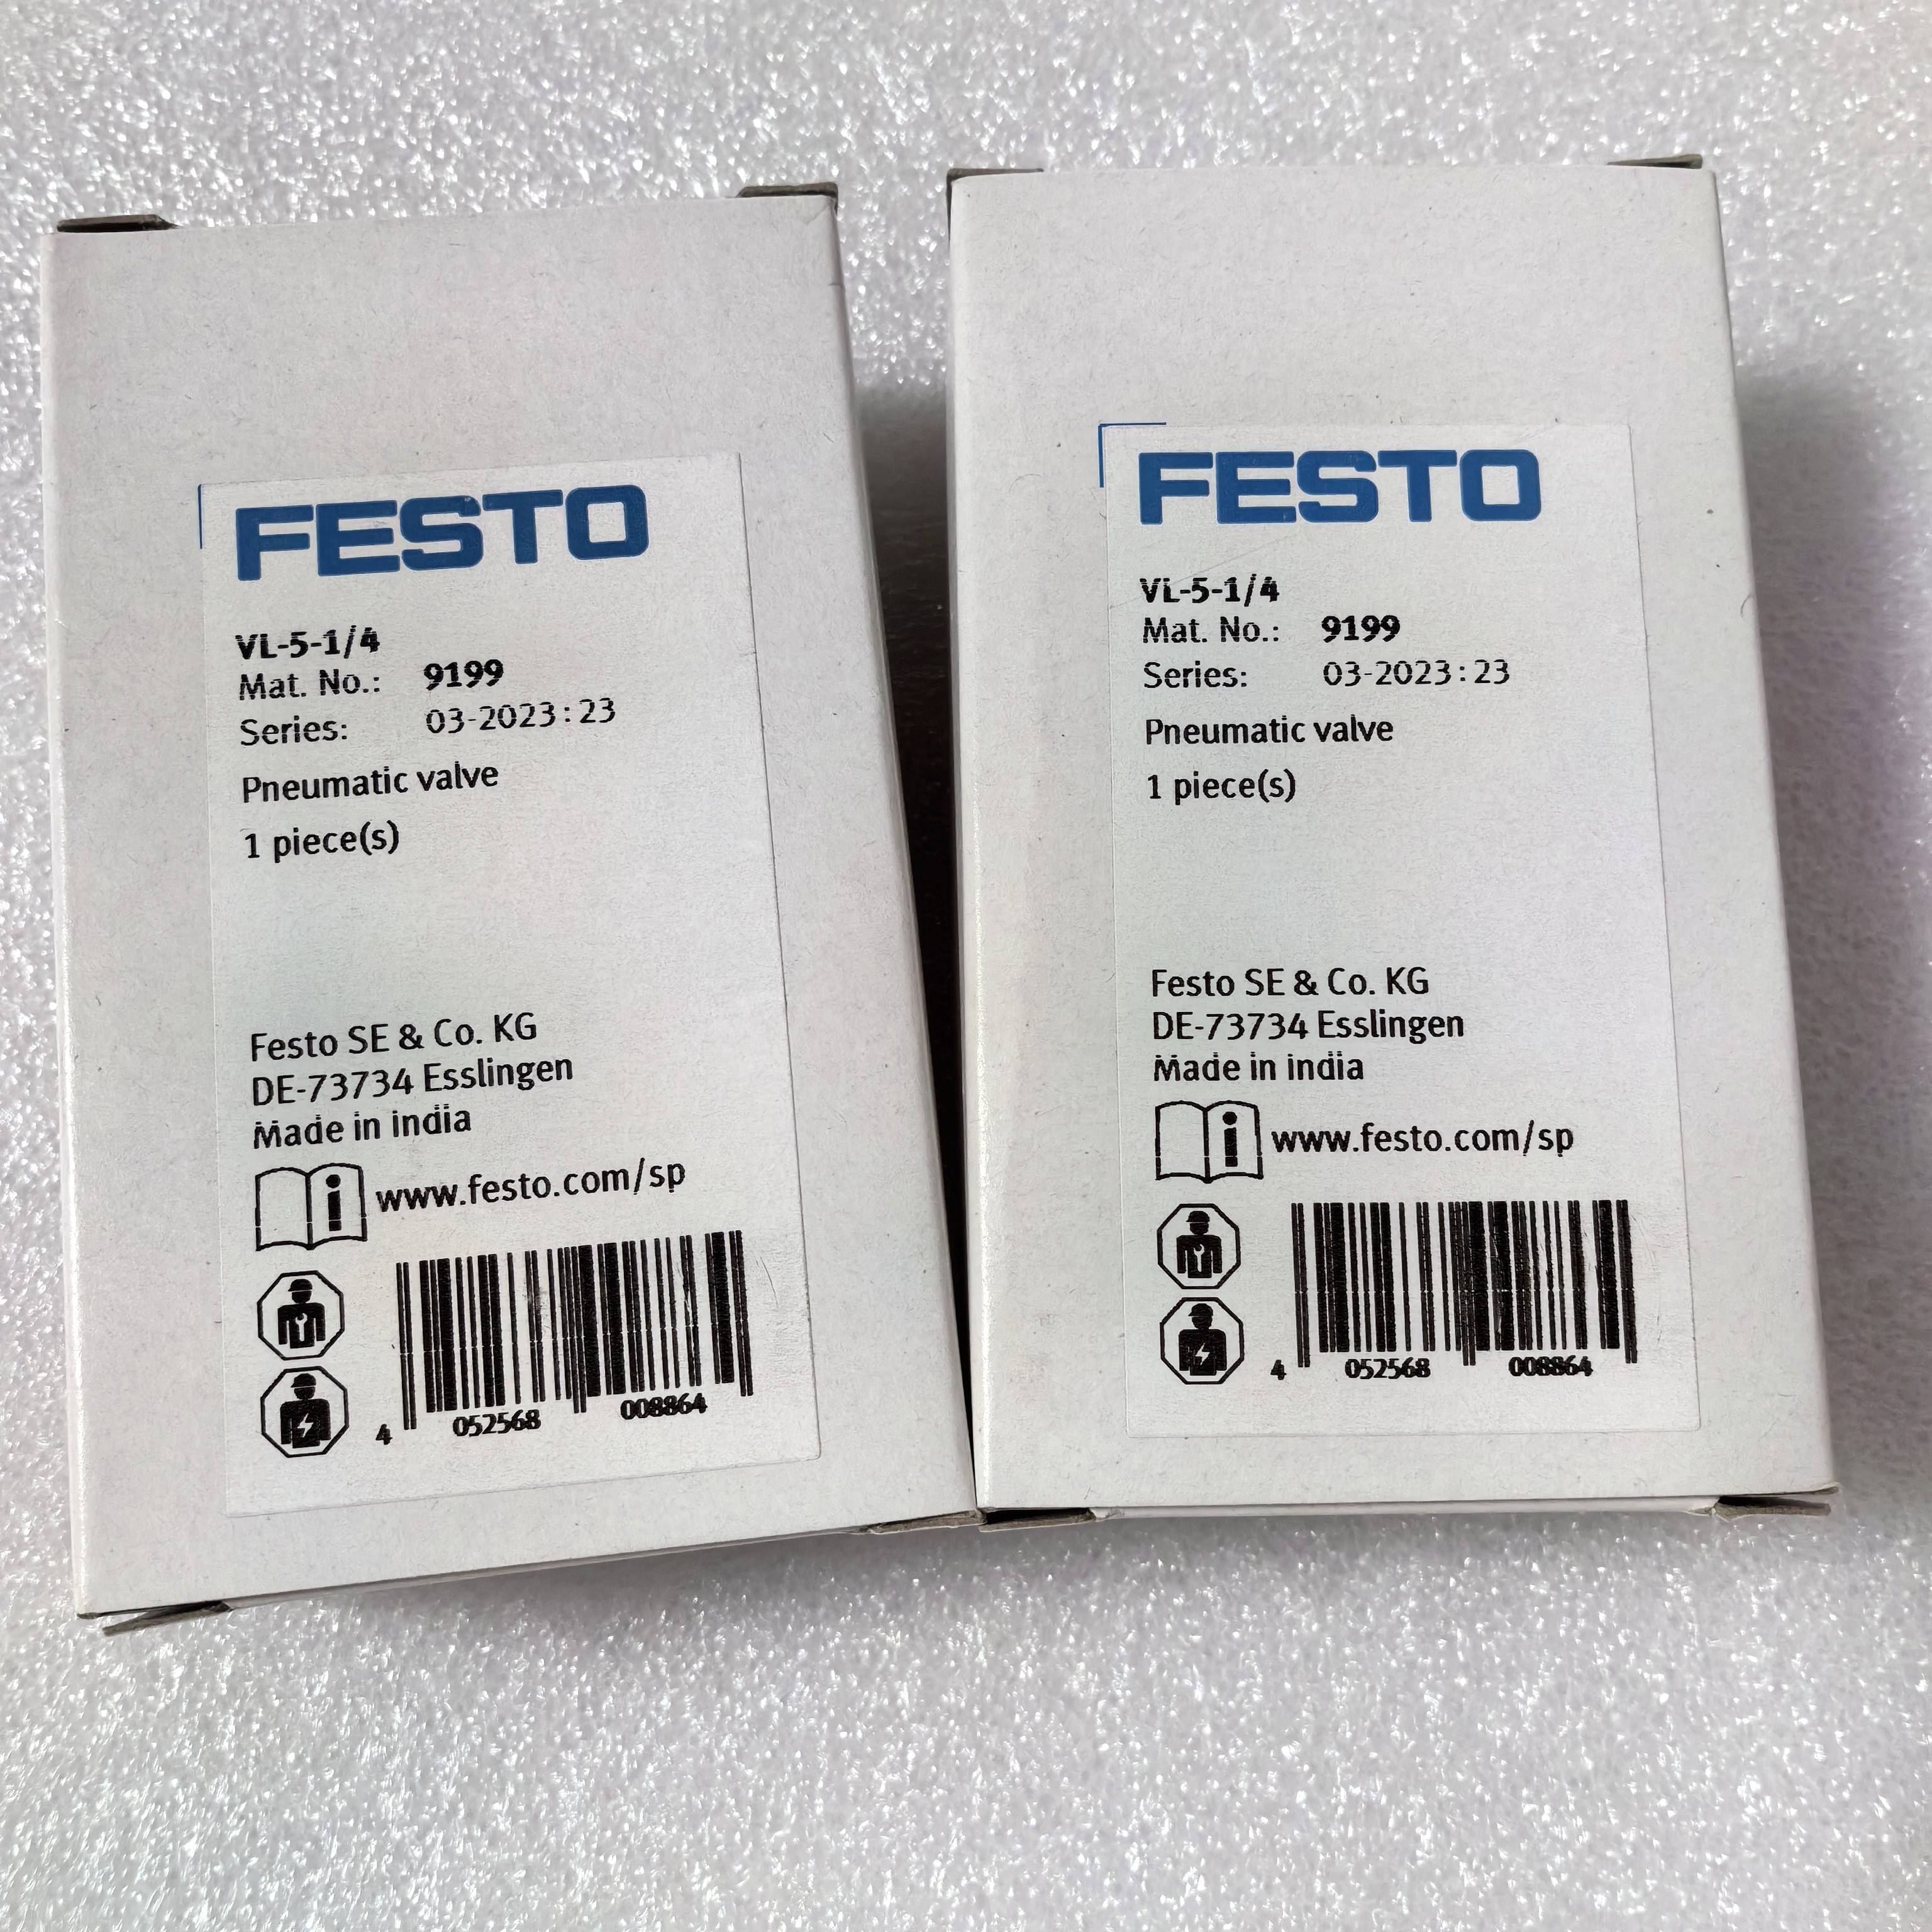 FESTO
VL-5-1/4
Mat. No.: 9199
Series: 03-2023:23
Pneumatic valve
1 piece(s)
Festo SE & Co. KG
DE-73734 Esslingen
Made in India
www.festo.com/sp
4 052568 008864
FESTO
VL-5-1/4
Mat. No.: 9199
Series: 03-2023:23
Pneumatic valve
1 piece(s)
Festo SE & Co. KG
DE-73734 Esslingen
Made in India
www.festo.com/sp
4 052568 008864